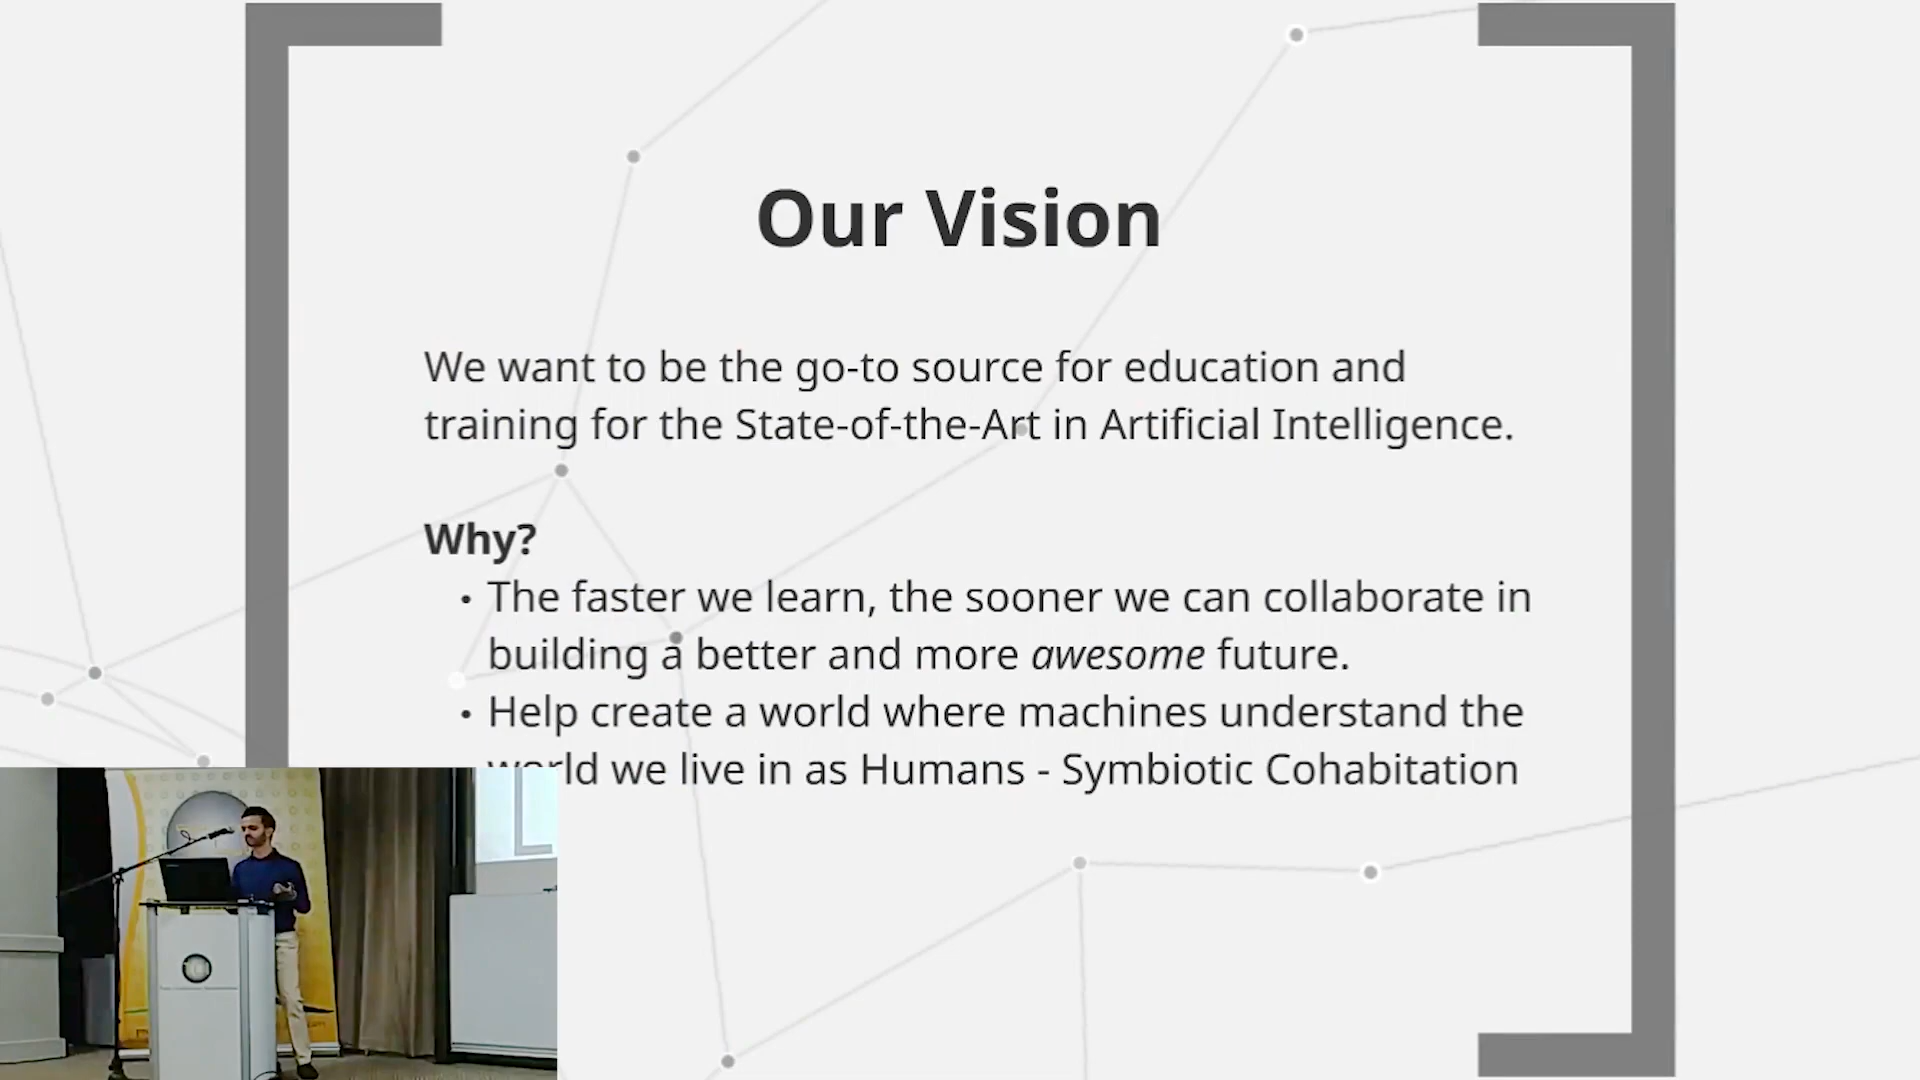 Our Vision
We want to be the go-to source for education and
training for the State-of-the-Art in Artificial Intelligence.
Why?
• The faster we learn, the sooner we can collaborate in
building a better and more awesome future.
• Help create a world where machines understand the
world we live in as Humans - Symbiotic Cohabitation